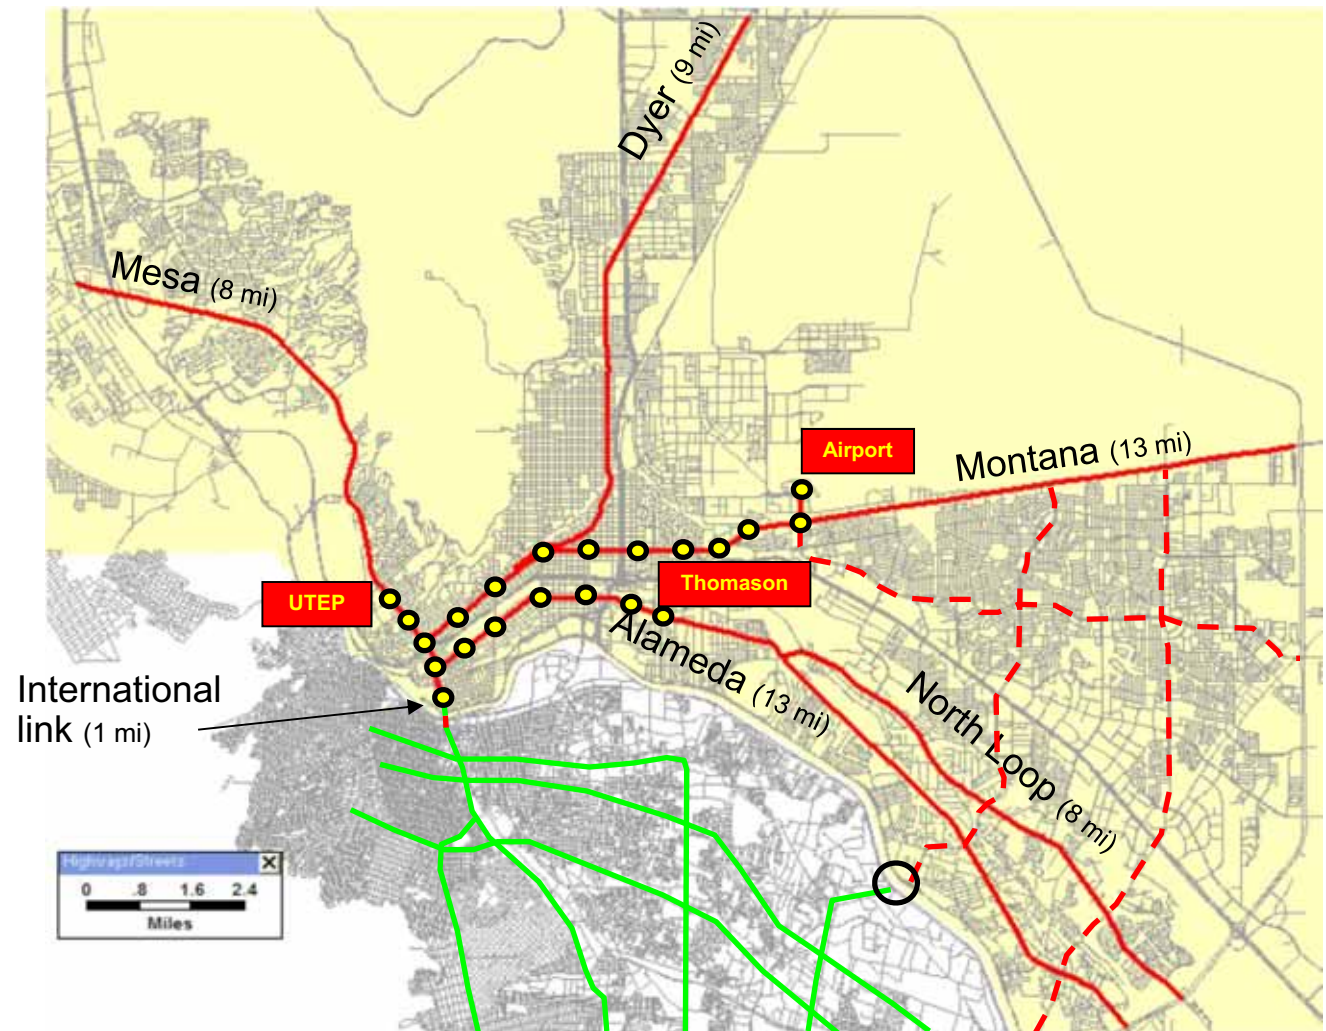 Dyer (9 mi)
Mesa (8 mi)
Airport
Montana (13 mi)
Thomason
UTEP
Alameda (13 mi)
North Loop (8 mi)
International
link (1 mi)
Highways/Streets
0 .8 1.6 2.4
Miles